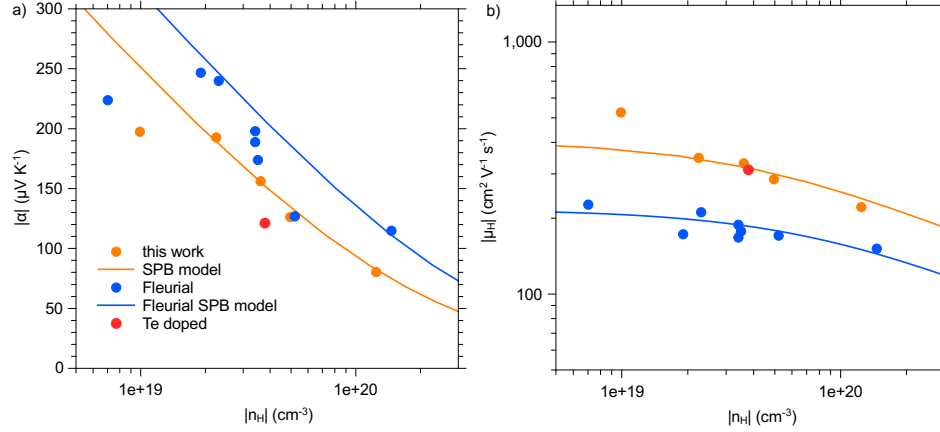 a)
300
250
200
150
100
50
0
|α| (μV K⁻¹)
this work
SPB model
Fleurial
Fleurial SPB model
Te doped
1e+19
1e+20
|n_H| (cm⁻³)
b)
1,000
100
|μ_H| (cm² V⁻¹ s⁻¹)
1e+19
1e+20
|n_H| (cm⁻³)